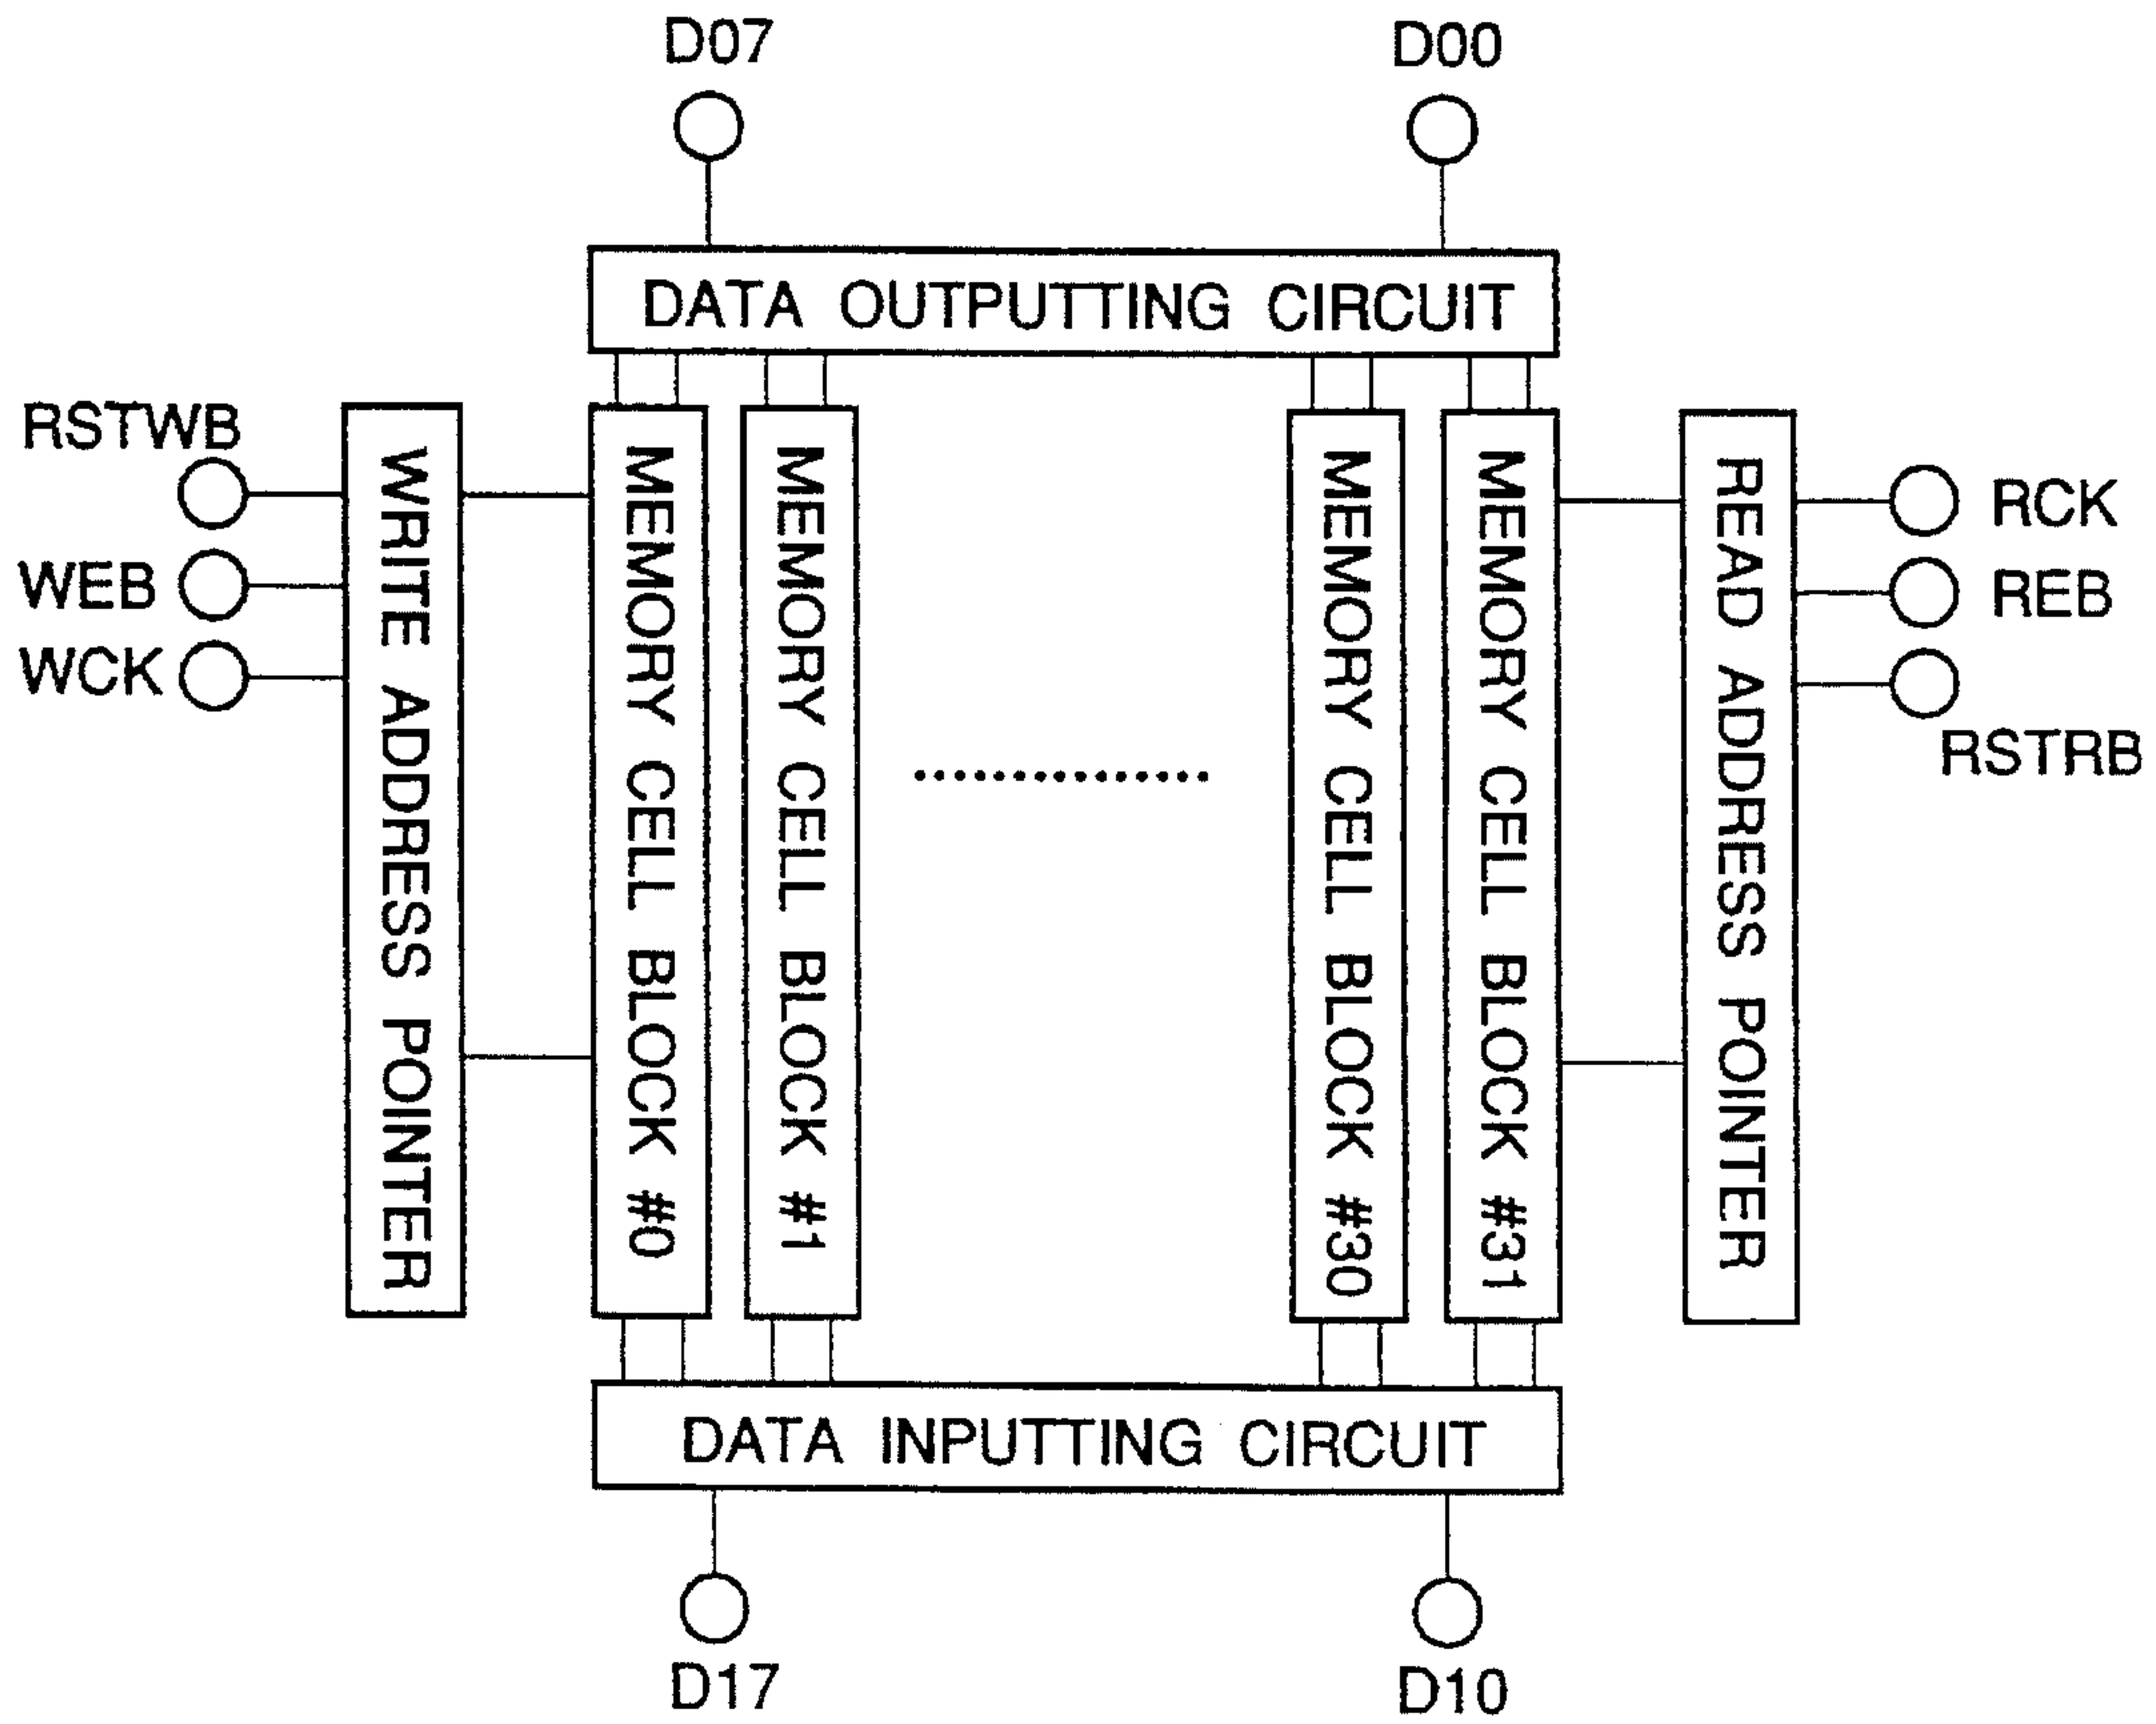 D07
D00
DATA OUTPUTTING CIRCUIT
RSTWB
WEB
WCK
WRITE ADDRESS POINTER
MEMORY CELL BLOCK #0
MEMORY CELL BLOCK #1
MEMORY CELL BLOCK #30
MEMORY CELL BLOCK #31
READ ADDRESS POINTER
RCK
REB
RSTRB
DATA INPUTTING CIRCUIT
D17
D10